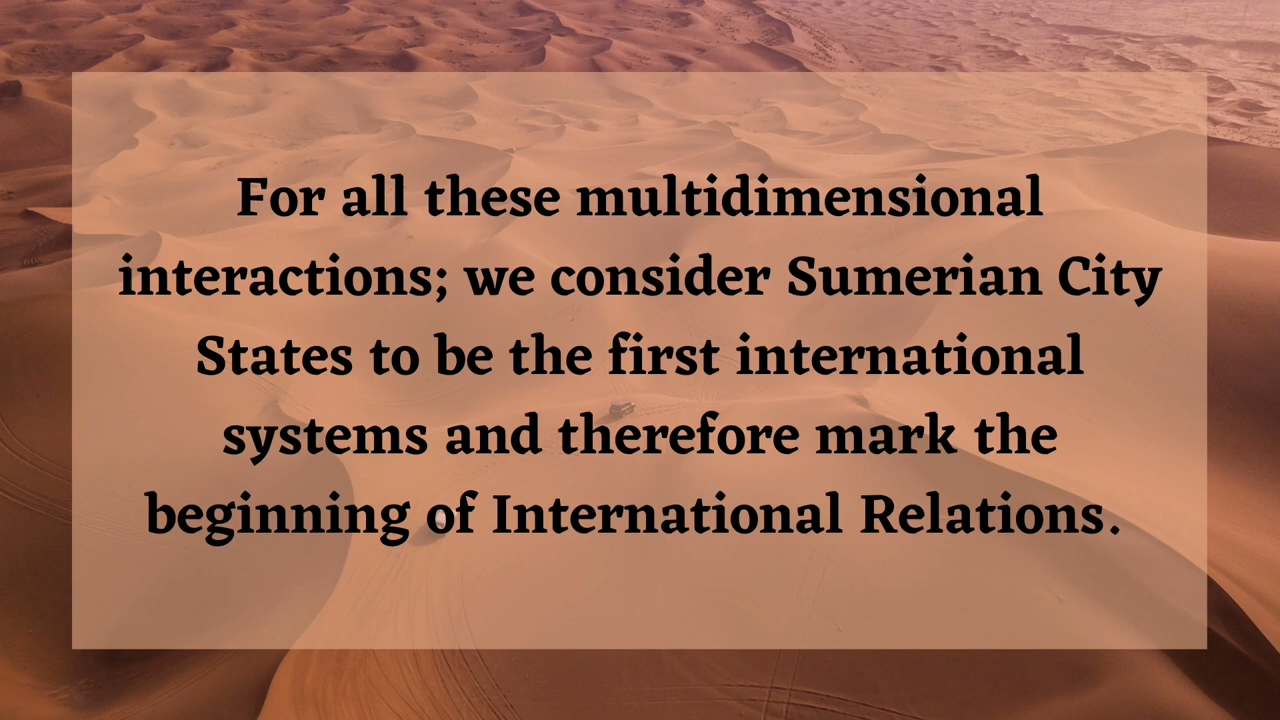 For all these multidimensional
interactions; we consider Sumerian City
States to be the first international
systems and therefore mark the
beginning of International Relations.